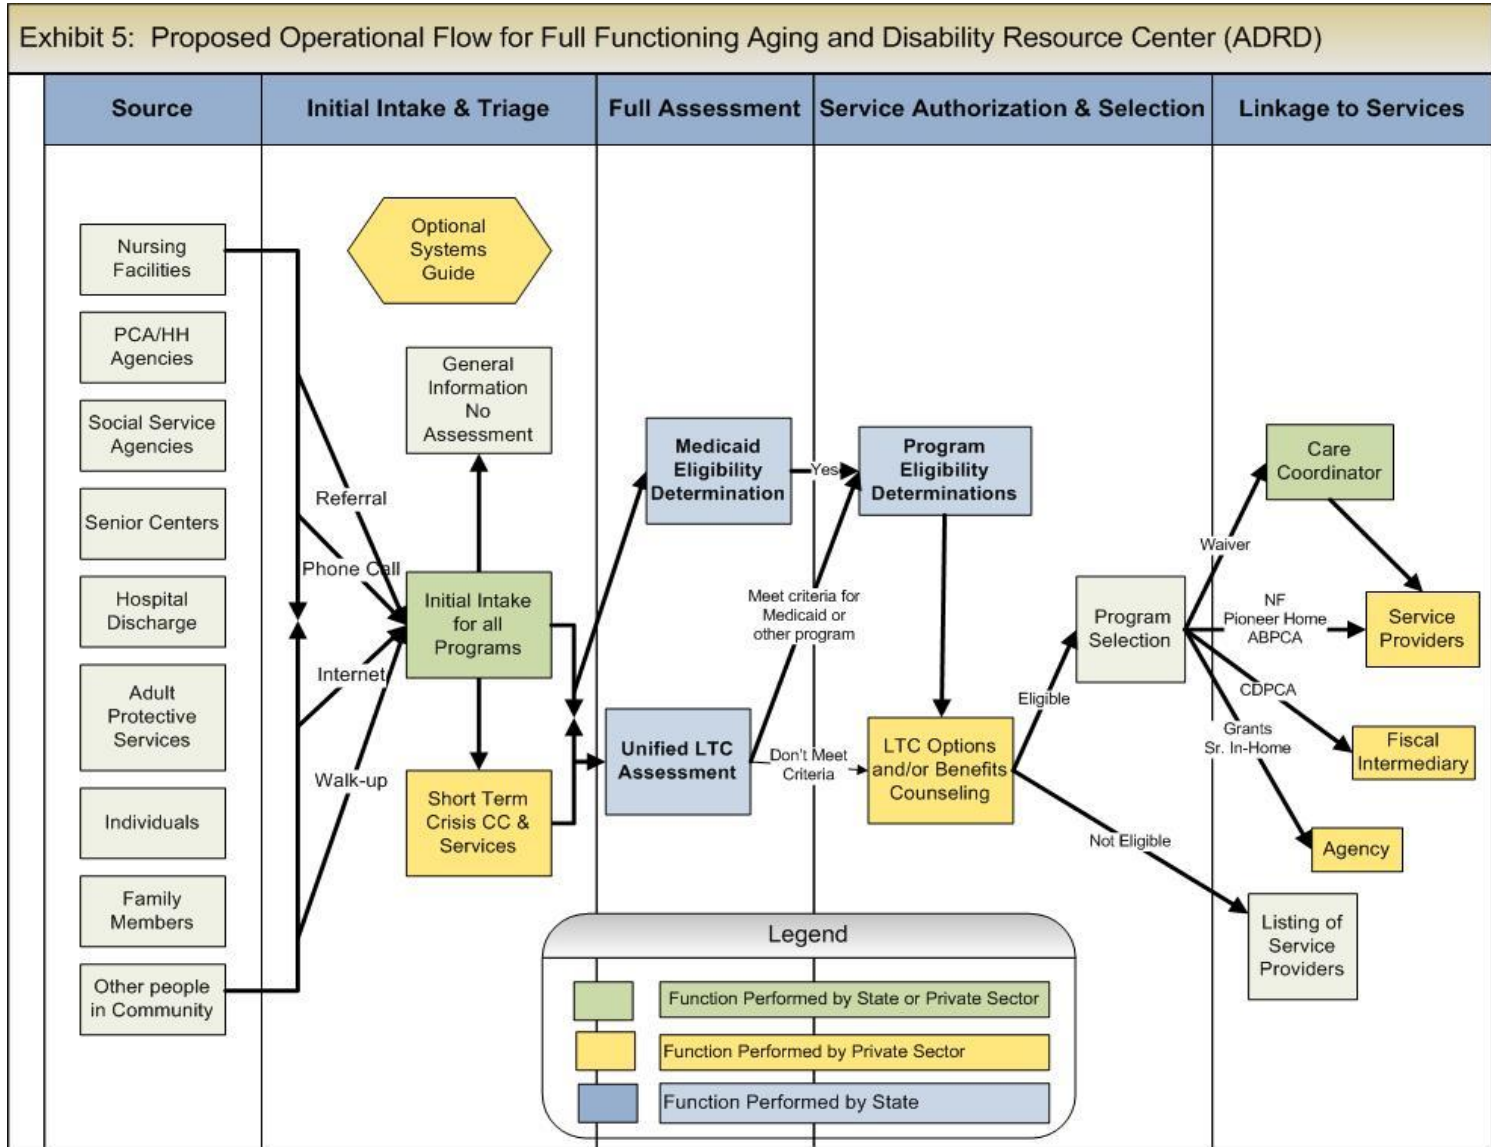 Exhibit 5: Proposed Operational Flow for Full Functioning Aging and Disability Resource Center (ADRD)
Source
Initial Intake & Triage
Full Assessment
Service Authorization & Selection
Linkage to Services
Nursing
Facilities
PCA/HH
Agencies
Social Service
Agencies
Senior Centers
Hospital
Discharge
Adult
Protective
Services
Individuals
Family
Members
Other people
in Community
Optional
Systems
Guide
General
Information
No
Assessment
Referral
Phone Call
Internet
Walk-up
Initial Intake
for all
Programs
Short Term
Crisis CC &
Services
Medicaid
Eligibility
Determination
Unified LTC
Assessment
Yes
Meet criteria for
Medicaid or
other program
Don't Meet
Criteria
Program
Eligibility
Determinations
LTC Options
and/or Benefits
Counseling
Eligible
Not Eligible
Program
Selection
Waiver
NF
Pioneer Home
ABPCA
CDPCA
Grants
Sr. In-Home
Care
Coordinator
Service
Providers
Fiscal
Intermediary
Agency
Listing of
Service
Providers
Legend
Function Performed by State or Private Sector
Function Performed by Private Sector
Function Performed by State